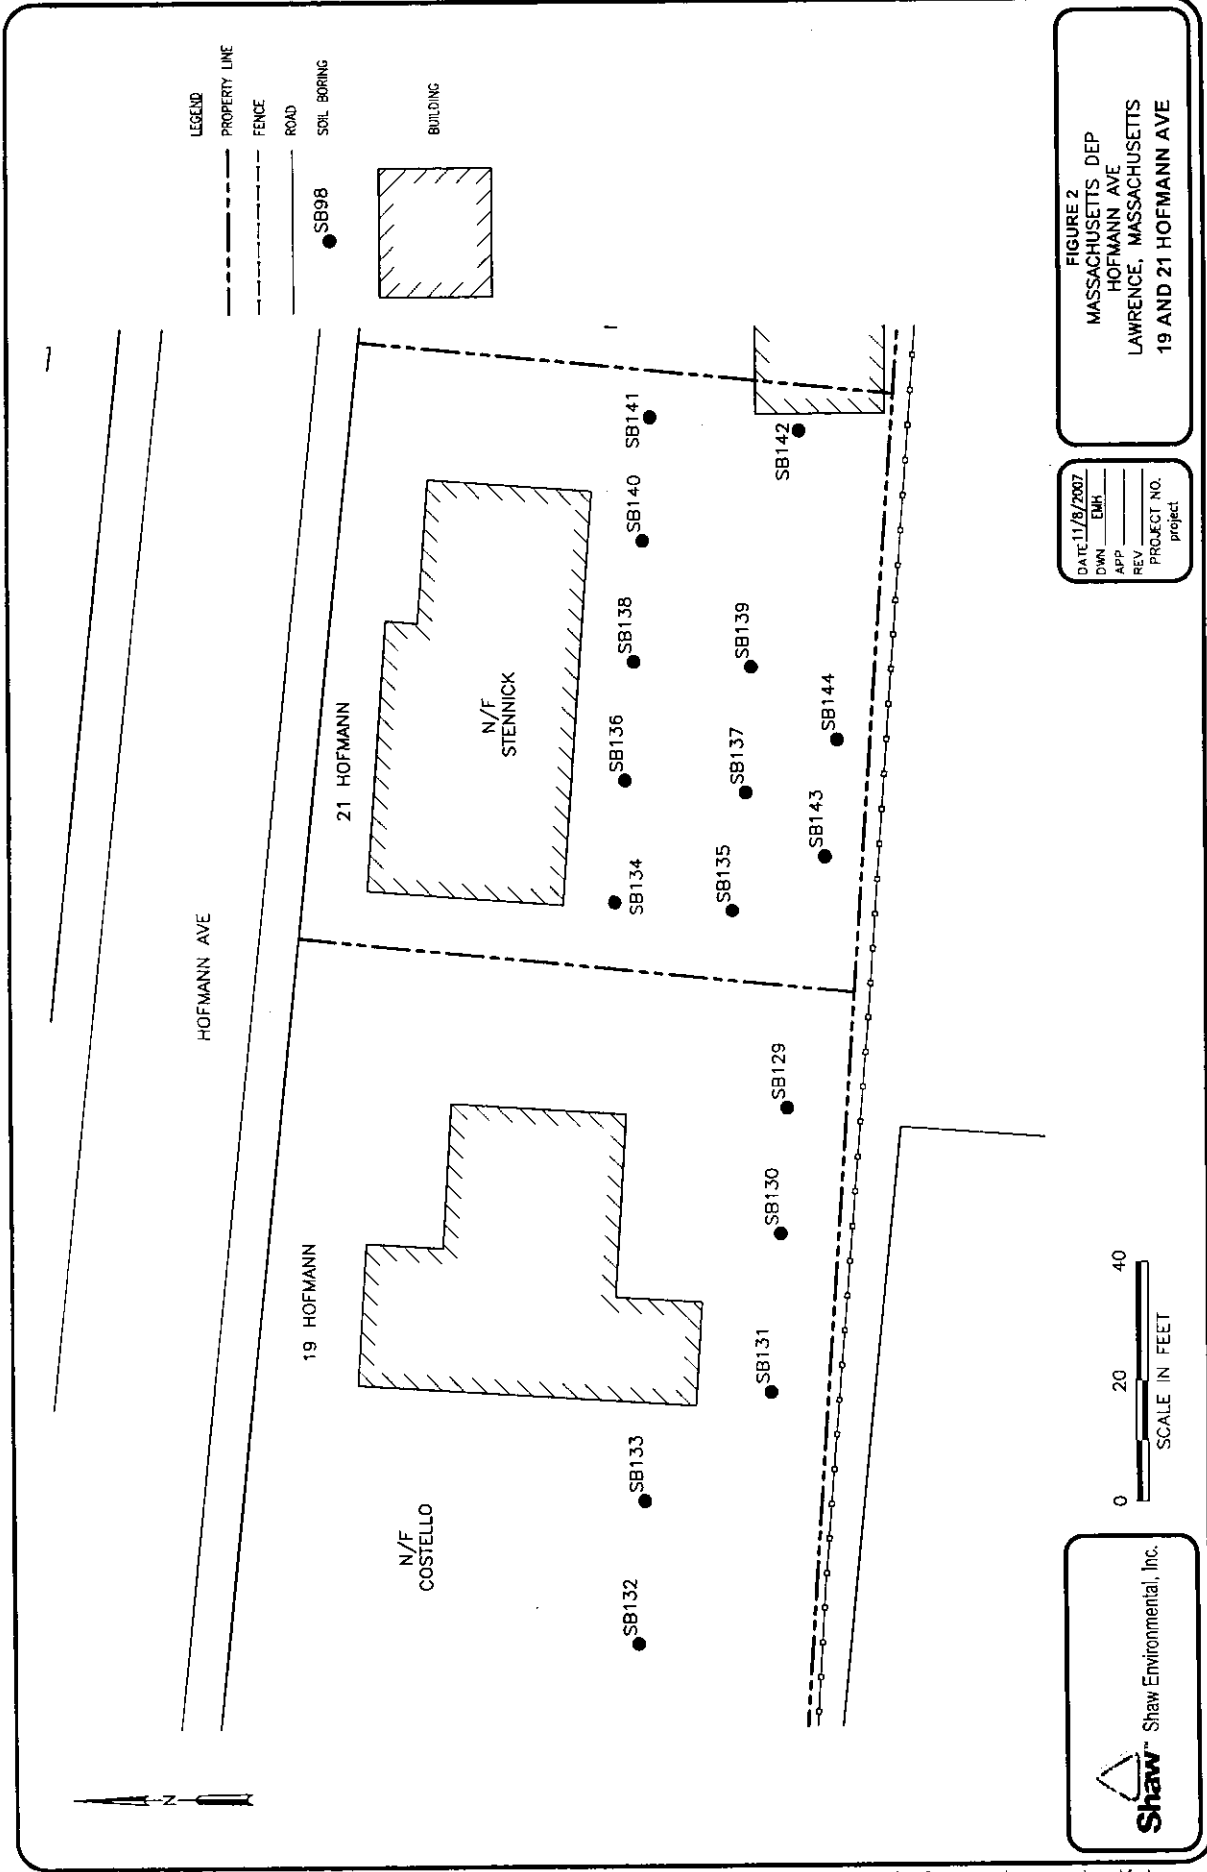 LEGEND
PROPERTY LINE
FENCE
ROAD
SB98
SOIL BORING
BUILDING
HOFMANN AVE
19 HOFMANN
21 HOFMANN
N/F
COSTELLO
N/F
STENNICK
SB132
SB133
SB131
SB130
SB129
SB134
SB136
SB138
SB140
SB141
SB135
SB137
SB139
SB142
SB143
SB144
N
Shaw™ Shaw Environmental, Inc.
0 20 40
SCALE IN FEET
DATE 11/8/2007
DWN EMH
APP
REV
PROJECT NO.
project
FIGURE 2
MASSACHUSETTS DEP
HOFMANN AVE
LAWRENCE, MASSACHUSETTS
19 AND 21 HOFMANN AVE